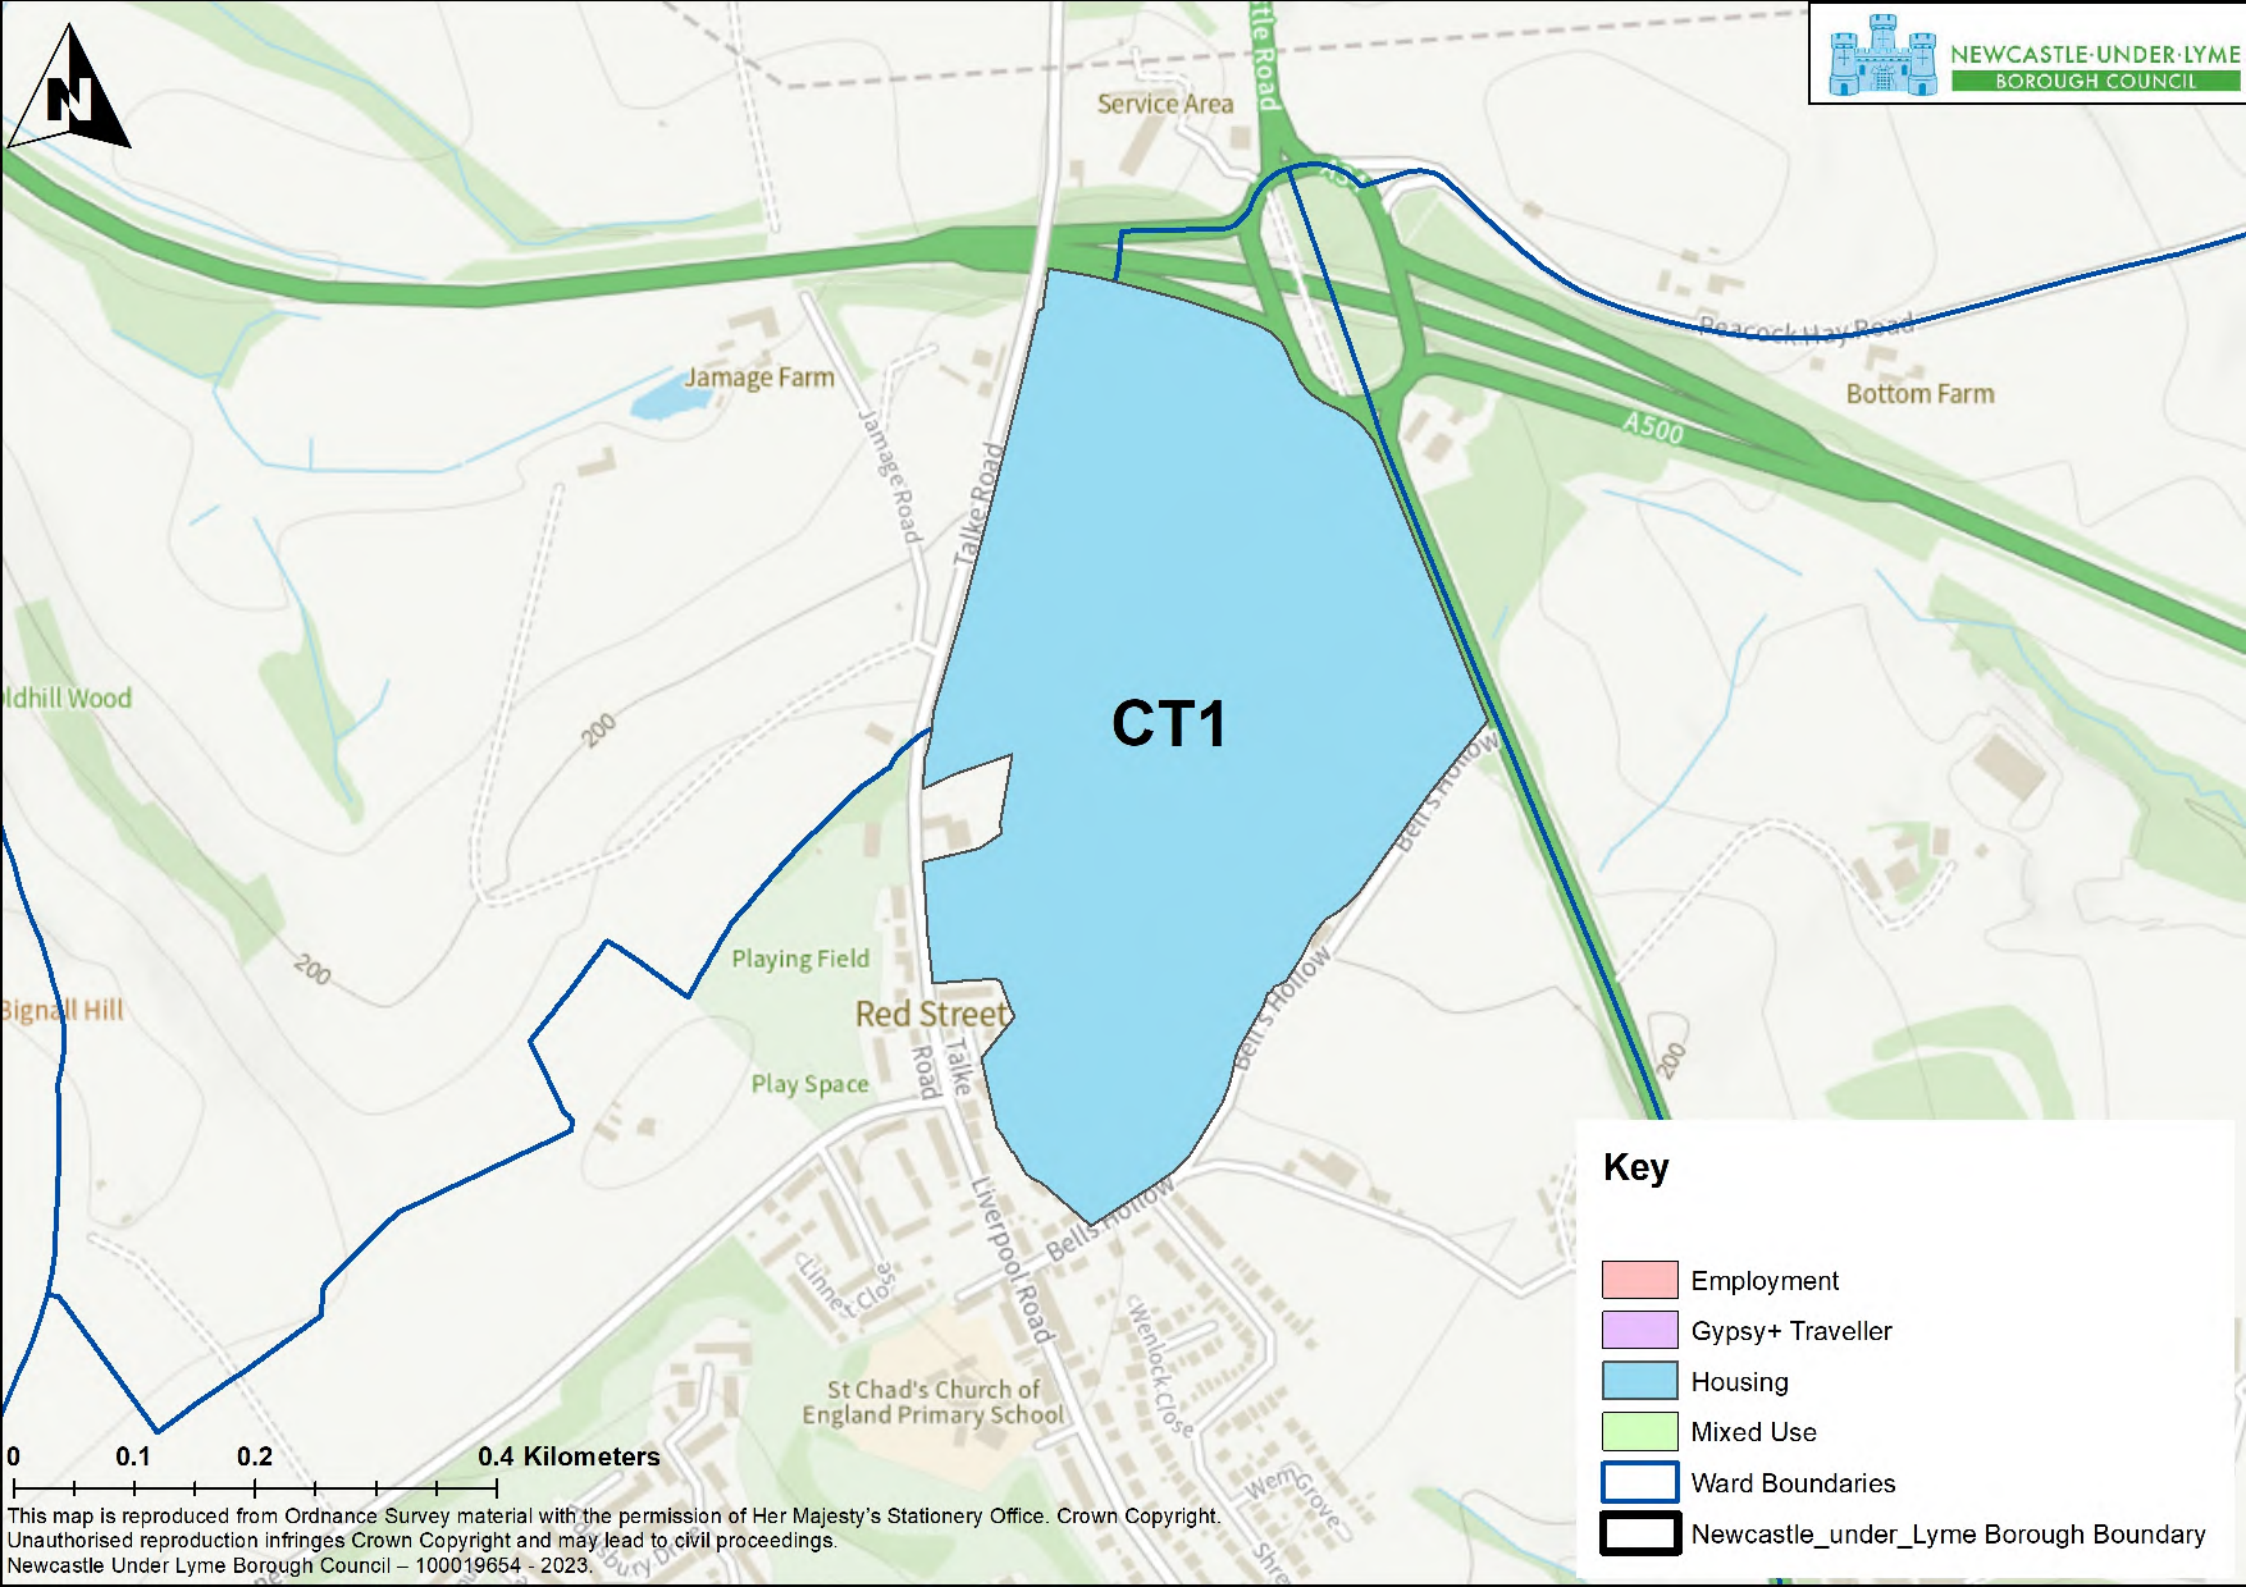 N
NEWCASTLE·UNDER·LYME
BOROUGH COUNCIL
Service Area
tle Road
A34
Peacock Hay Road
Bottom Farm
A500
Jamage Farm
Jamage Road
Talke Road
ldhill Wood
200
CT1
Bell's Hollow
200
Playing Field
Bell's Hollow
Bignall Hill
Red Street
Talke
Road
200
Play Space
Liverpool Road
Bells Hollow
Linnet Close
Wenlock Close
St Chad's Church of
England Primary School
Wem Grove
Shre
Key
Employment
Gypsy+ Traveller
Housing
Mixed Use
Ward Boundaries
Newcastle_under_Lyme Borough Boundary
0 0.1 0.2 0.4 Kilometers
This map is reproduced from Ordnance Survey material with the permission of Her Majesty's Stationery Office. Crown Copyright.
Unauthorised reproduction infringes Crown Copyright and may lead to civil proceedings.
Newcastle Under Lyme Borough Council – 100019654 - 2023.